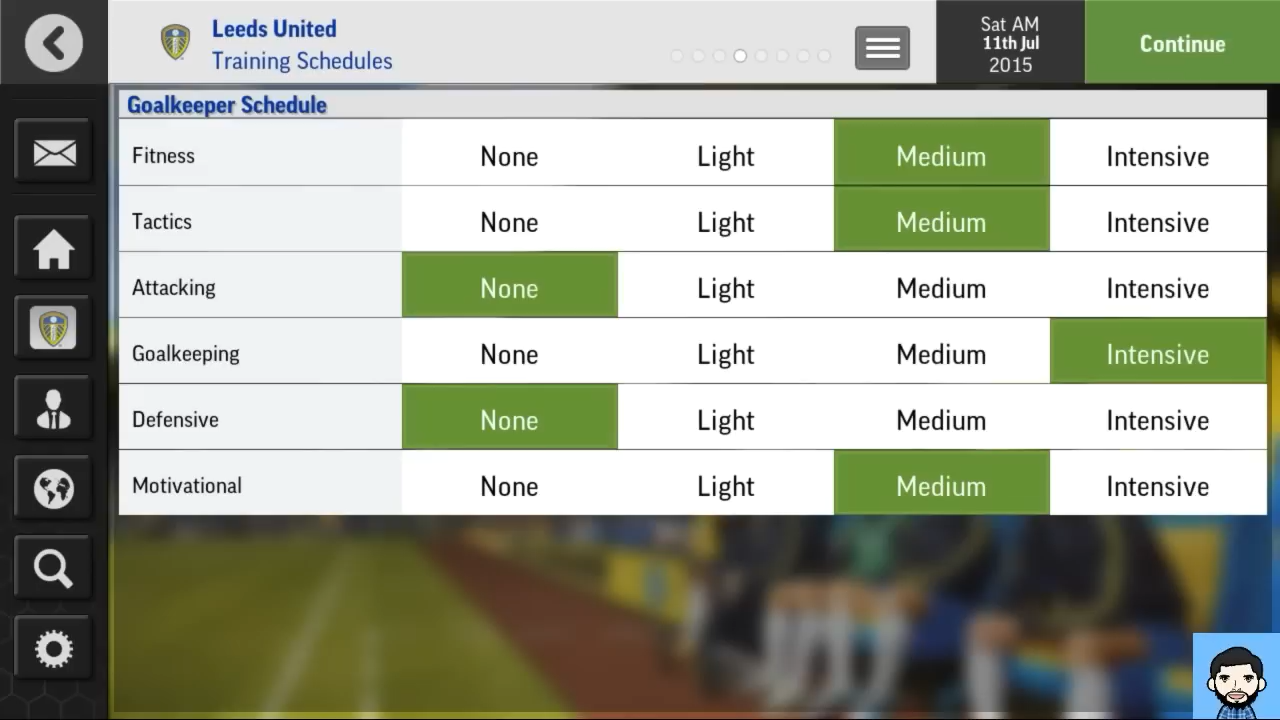 Leeds United
Training Schedules
Sat AM
11th Jul
2015
Continue
Goalkeeper Schedule
Fitness None Light Medium Intensive
Tactics None Light Medium Intensive
Attacking None Light Medium Intensive
Goalkeeping None Light Medium Intensive
Defensive None Light Medium Intensive
Motivational None Light Medium Intensive